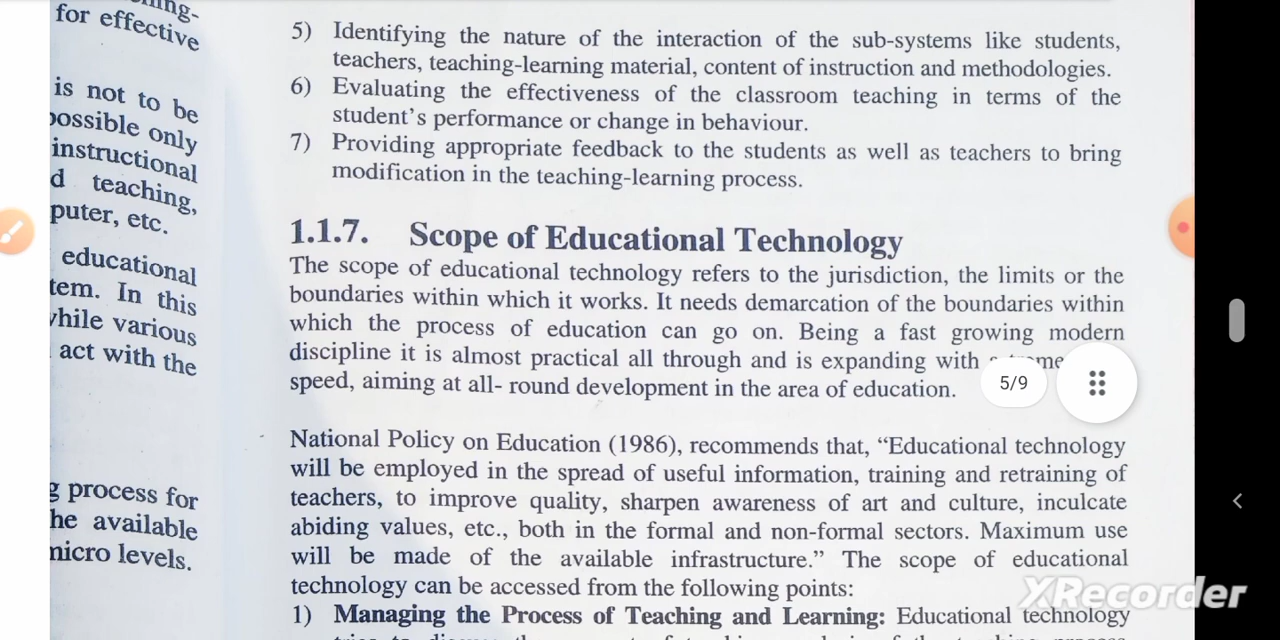 for effective
is not to be
possible only
instructional
d teaching,
puter, etc.
educational
tem. In this
while various
act with the
g process for
he available
micro levels.
5) Identifying the nature of the interaction of the sub-systems like students,
teachers, teaching-learning material, content of instruction and methodologies.
6) Evaluating the effectiveness of the classroom teaching in terms of the
student's performance or change in behaviour.
7) Providing appropriate feedback to the students as well as teachers to bring
modification in the teaching-learning process.
1.1.7. Scope of Educational Technology
The scope of educational technology refers to the jurisdiction, the limits or the
boundaries within which it works. It needs demarcation of the boundaries within
which the process of education can go on. Being a fast growing modern
discipline it is almost practical all through and is expanding with
speed, aiming at all- round development in the area of education.
5/9
National Policy on Education (1986), recommends that, “Educational technology
will be employed in the spread of useful information, training and retraining of
teachers, to improve quality, sharpen awareness of art and culture, inculcate
abiding values, etc., both in the formal and non-formal sectors. Maximum use
will be made of the available infrastructure.” The scope of educational
technology can be accessed from the following points:
1) Managing the Process of Teaching and Learning: Educational technology
XRecorder